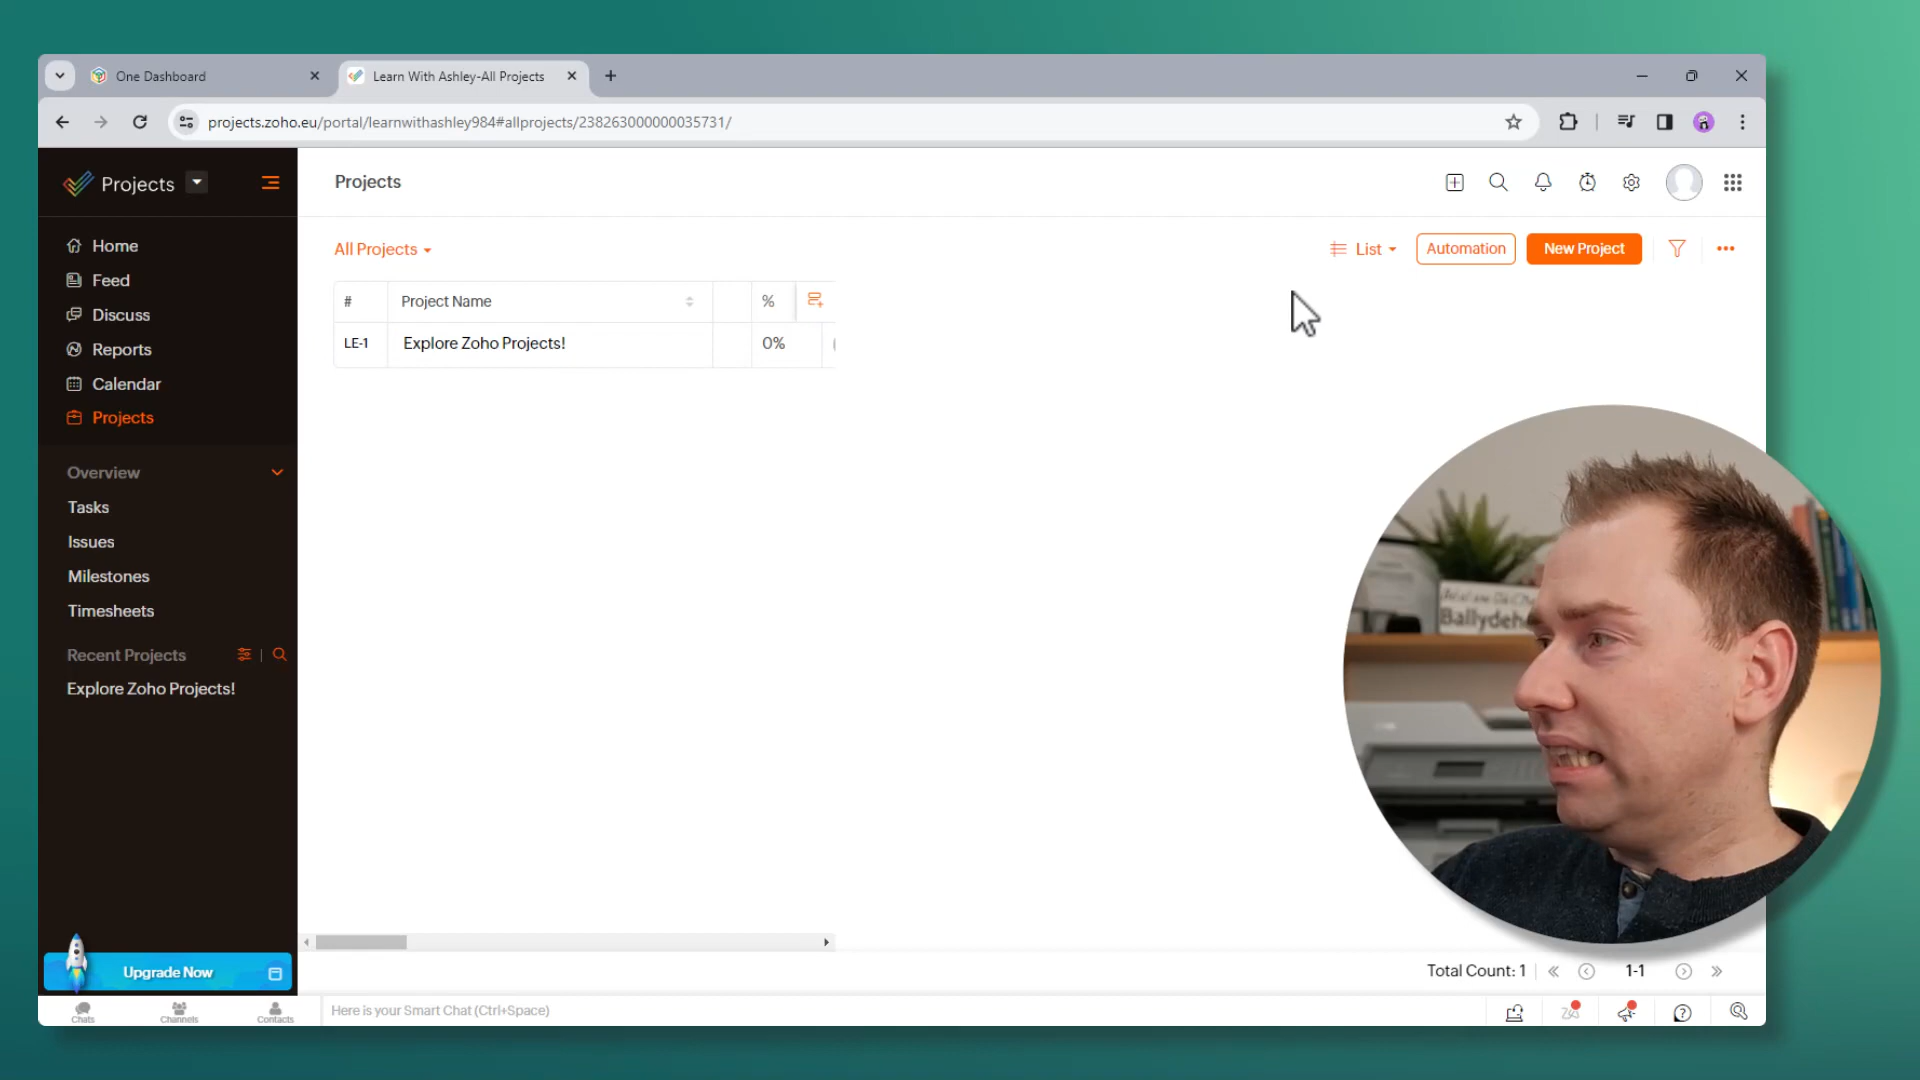 One Dashboard
Learn With Ashley-All Projects
projects.zoho.eu/portal/learnwithashley984#allprojects/238263000000035731/
Projects
Projects
Home
Feed
Discuss
Reports
Calendar
Projects
Overview
Tasks
Issues
Milestones
Timesheets
Recent Projects
Explore Zoho Projects!
Upgrade Now
All Projects
List
Automation
New Project
# Project Name %
LE-1 Explore Zoho Projects! 0%
Total Count: 1 1-1
Chats Channels Contacts
Here is your Smart Chat (Ctrl+Space)